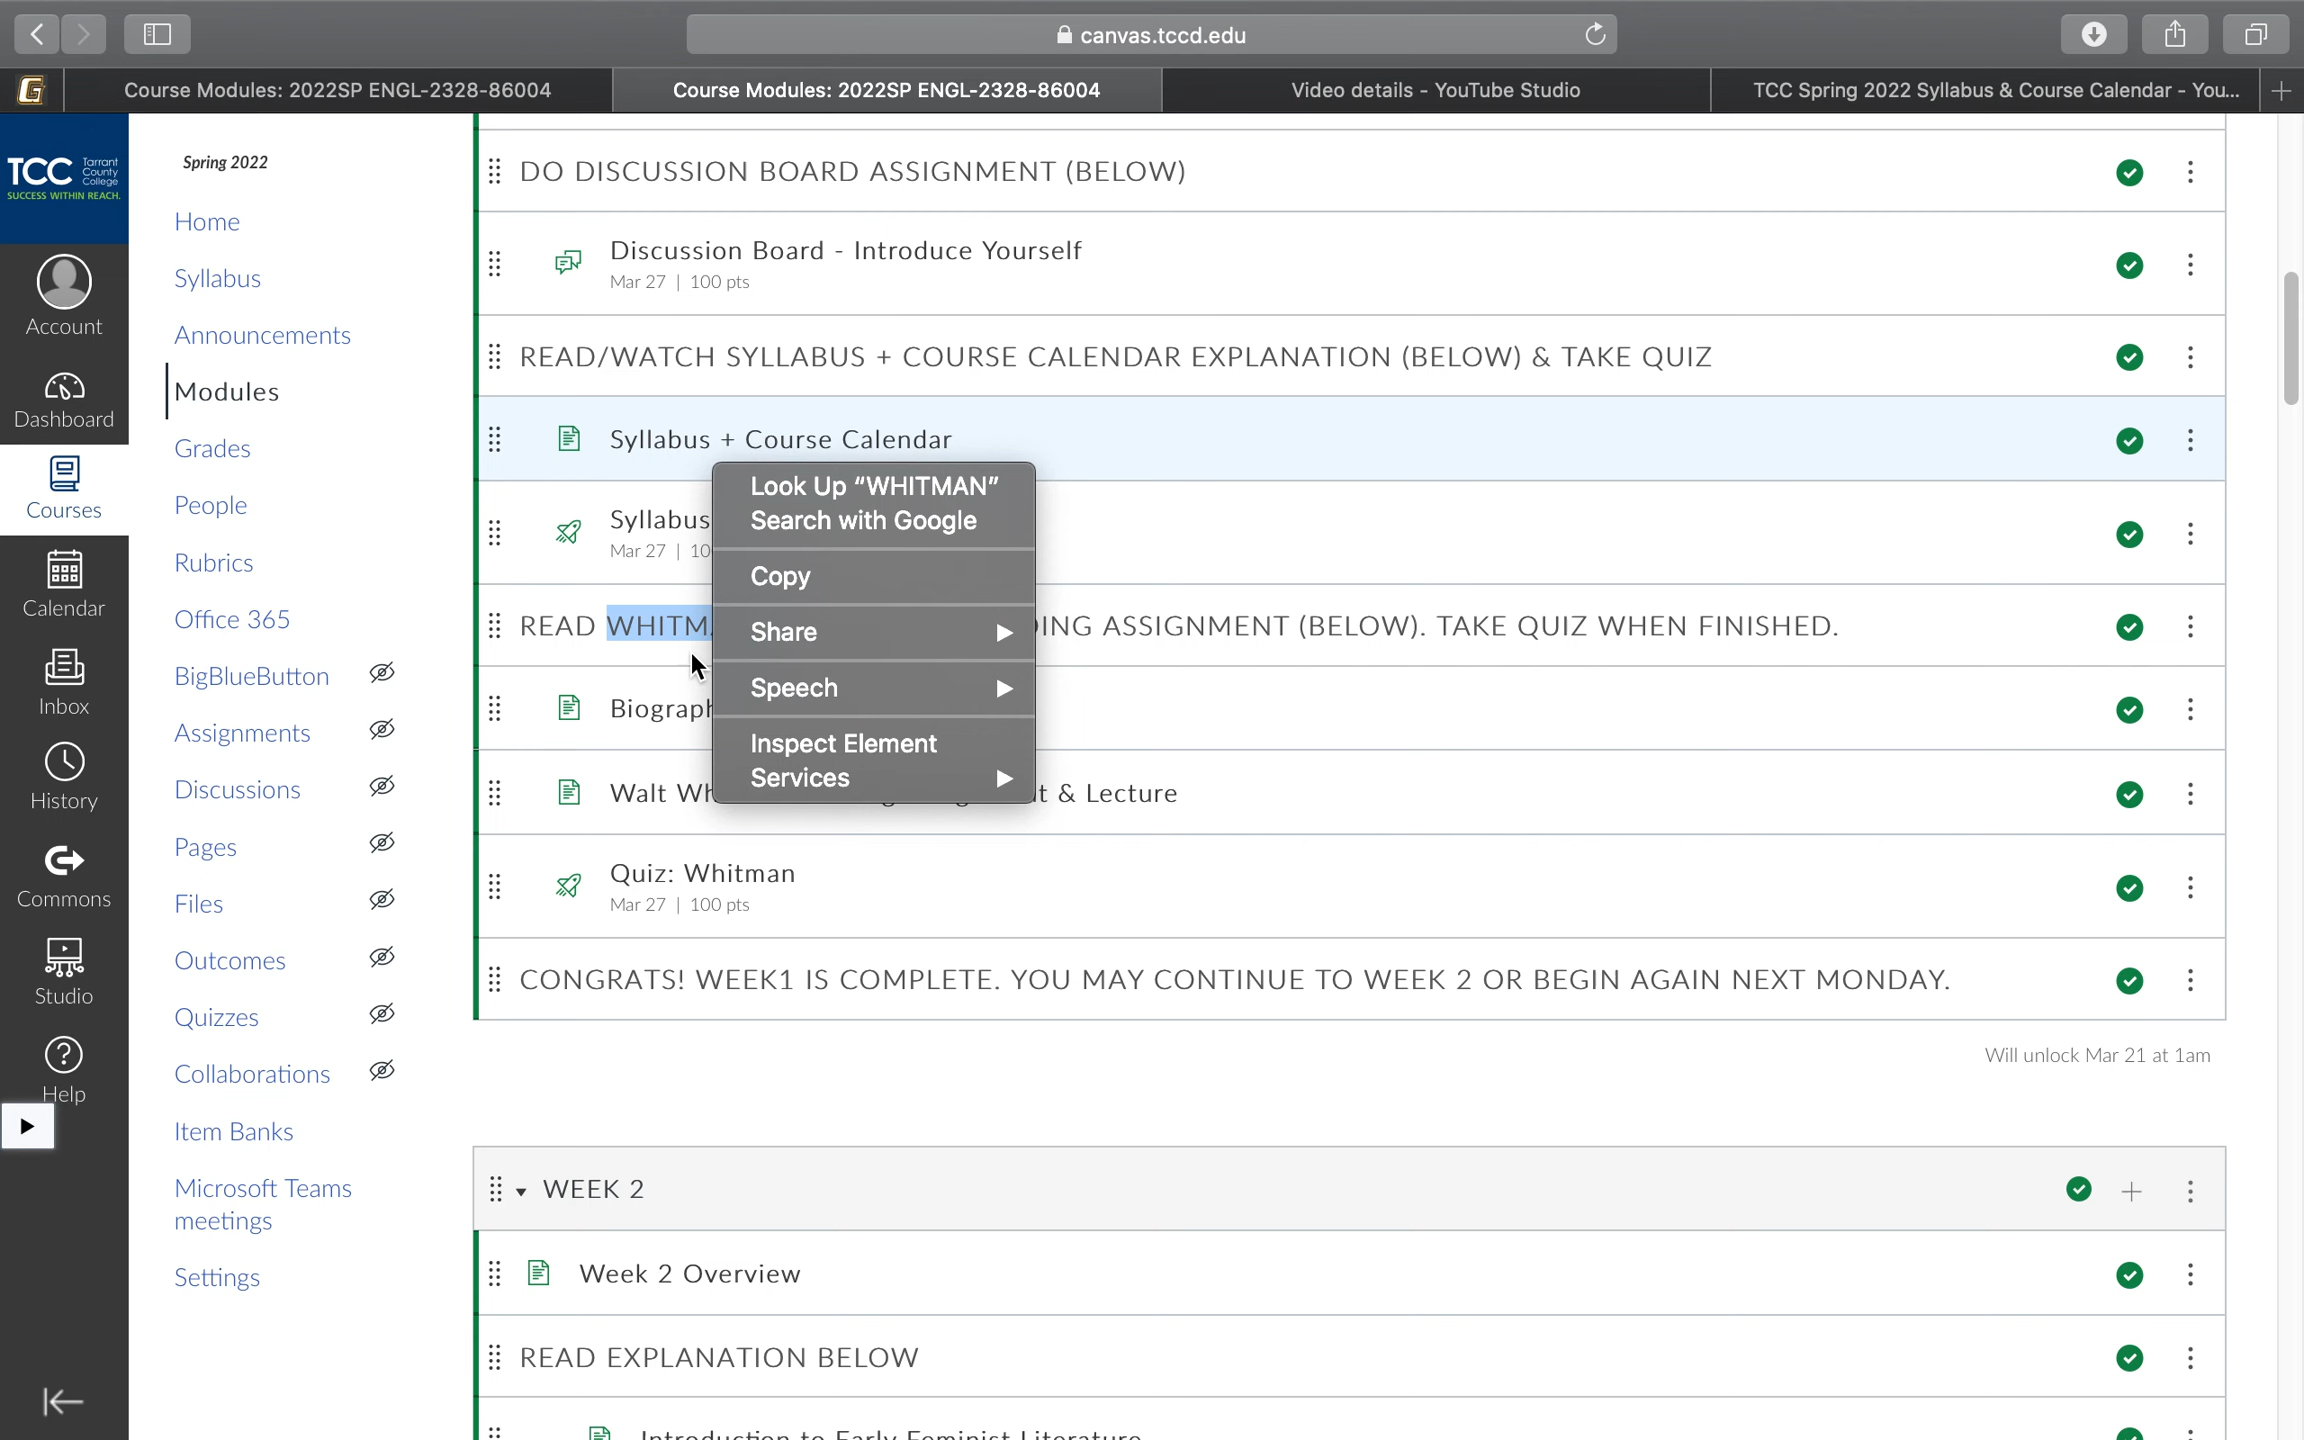 canvas.tccd.edu
Course Modules: 2022SP ENGL-2328-86004
Course Modules: 2022SP ENGL-2328-86004
Video details - YouTube Studio
TCC Spring 2022 Syllabus & Course Calendar - You...
TCC Tarrant County College
SUCCESS WITHIN REACH.
Account
Dashboard
Courses
Calendar
Inbox
History
Commons
Studio
Help
Spring 2022
Home
Syllabus
Announcements
Modules
Grades
People
Rubrics
Office 365
BigBlueButton
Assignments
Discussions
Pages
Files
Outcomes
Quizzes
Collaborations
Item Banks
Microsoft Teams
meetings
Settings
DO DISCUSSION BOARD ASSIGNMENT (BELOW)
Discussion Board - Introduce Yourself
Mar 27 | 100 pts
READ/WATCH SYLLABUS + COURSE CALENDAR EXPLANATION (BELOW) & TAKE QUIZ
Syllabus + Course Calendar
Syllabus
Mar 27 | 10
READ WHITM ING ASSIGNMENT (BELOW). TAKE QUIZ WHEN FINISHED.
Biograph
Walt Wh t & Lecture
Quiz: Whitman
Mar 27 | 100 pts
CONGRATS! WEEK1 IS COMPLETE. YOU MAY CONTINUE TO WEEK 2 OR BEGIN AGAIN NEXT MONDAY.
Look Up “WHITMAN”
Search with Google
Copy
Share
Speech
Inspect Element
Services
Will unlock Mar 21 at 1am
WEEK 2
Week 2 Overview
READ EXPLANATION BELOW
Introduction to Early Feminist Literature